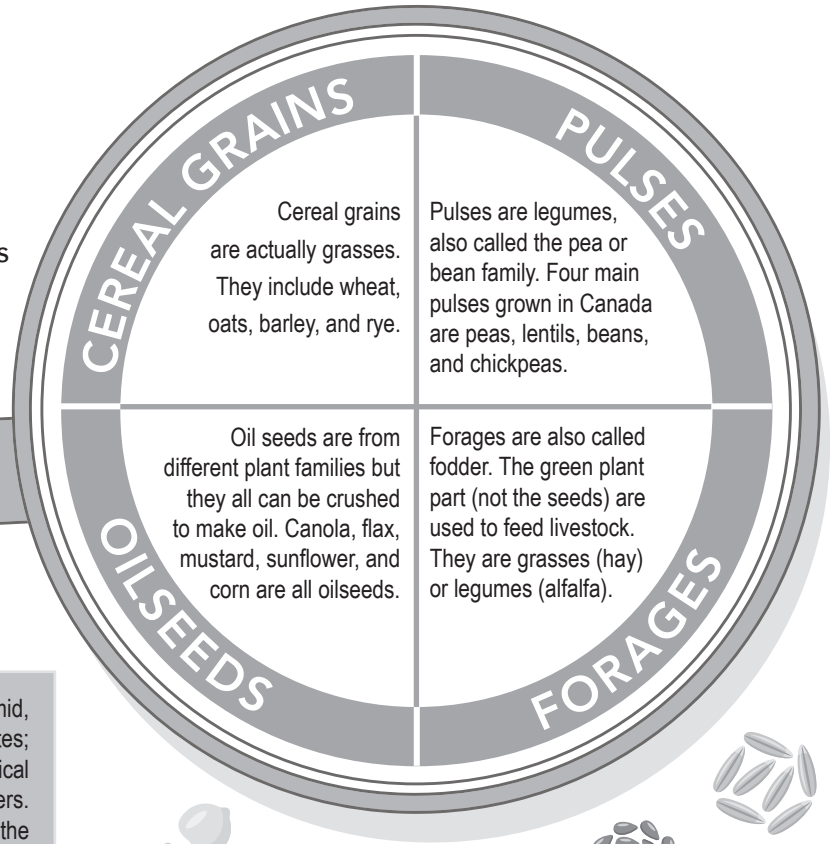 CEREAL GRAINS
Cereal grains
are actually grasses.
They include wheat,
oats, barley, and rye.
PULSES
Pulses are legumes,
also called the pea or
bean family. Four main
pulses grown in Canada
are peas, lentils, beans,
and chickpeas.
OILSEEDS
Oil seeds are from
different plant families but
they all can be crushed
to make oil. Canola, flax,
mustard, sunflower, and
corn are all oilseeds.
FORAGES
Forages are also called
fodder. The green plant
part (not the seeds) are
used to feed livestock.
They are grasses (hay)
or legumes (alfalfa).
the